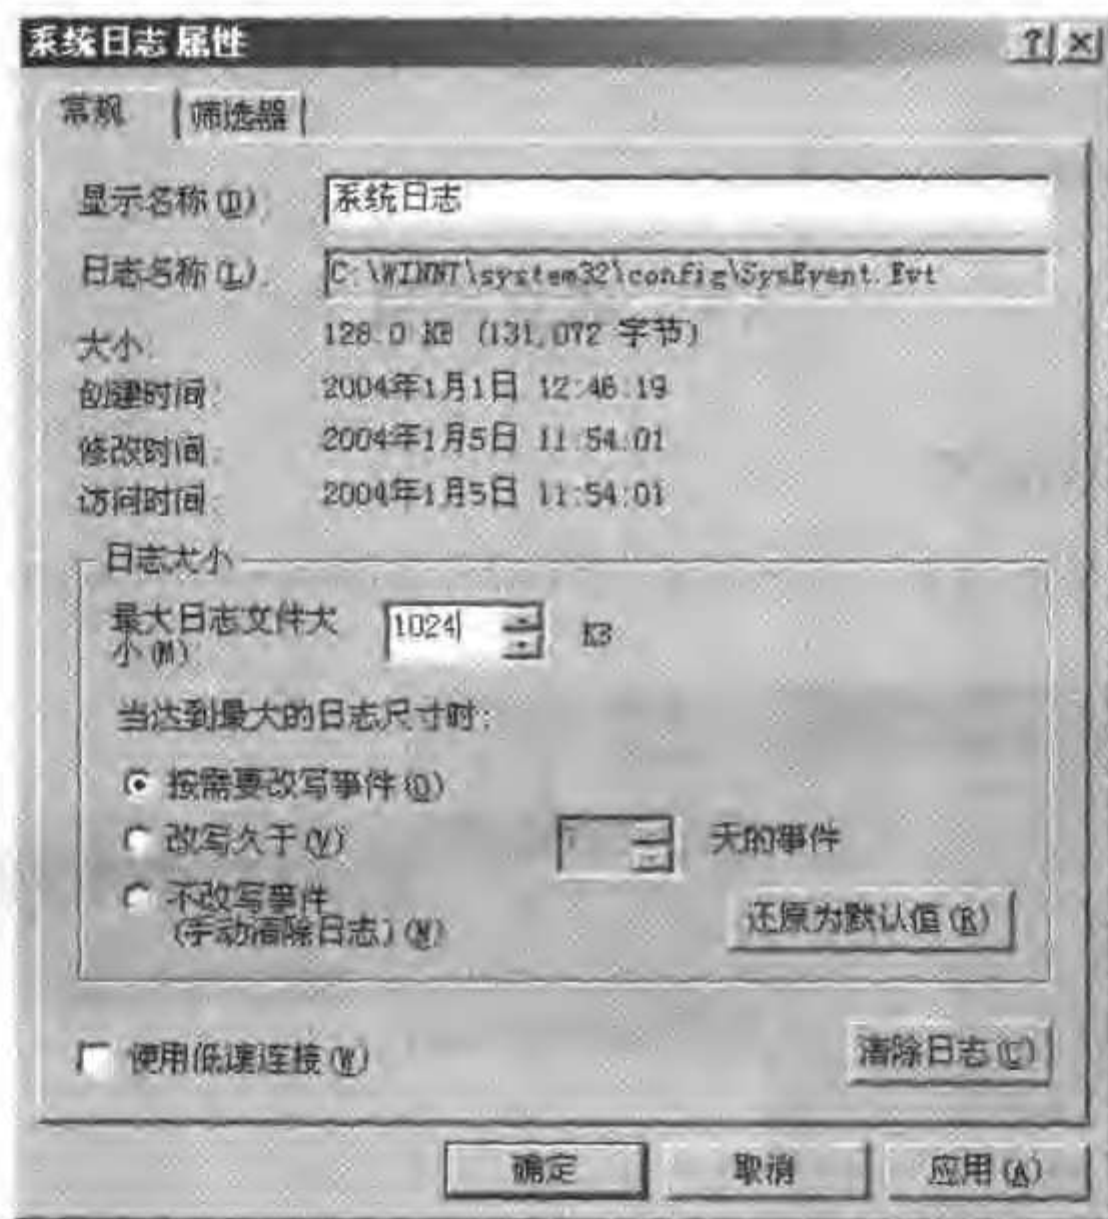 系统日志 属性
常规 筛选器
显示名称(D): 系统日志
日志名称(L): C:\WINNT\system32\config\SysEvent.Evt
大小: 128.0 KB (131,072 字节)
创建时间: 2004年1月1日 12:46:19
修改时间: 2004年1月5日 11:54:01
访问时间: 2004年1月5日 11:54:01
日志大小
最大日志文件大 1024 KB
小(M):
当达到最大的日志尺寸时:
按需要改写事件(O)
改写久于(V) 天的事件
不改写事件
(手动清除日志)(N) 还原为默认值(R)
使用低速连接(W) 清除日志(C)
确定 取消 应用(A)